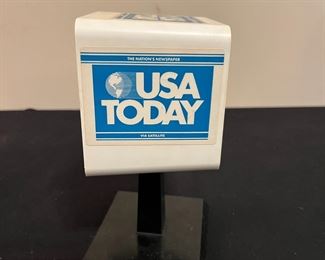 THE NATION'S NEWSPAPER
USA
TODAY
VIA SATELLITE